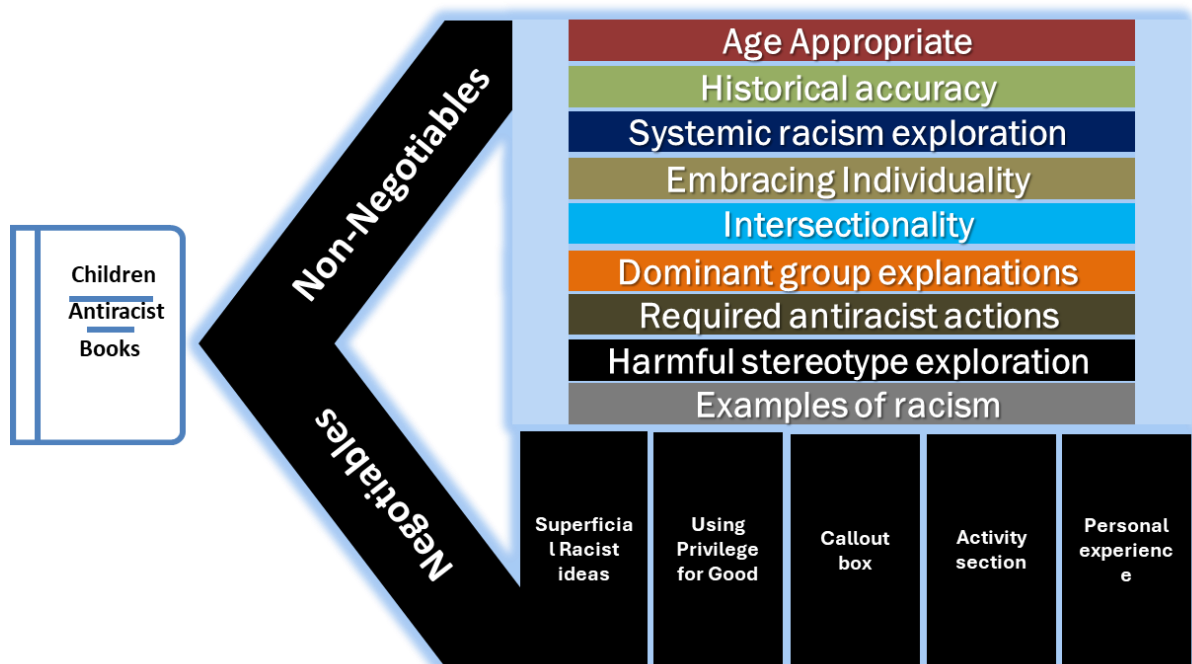 Children
Antiracist
Books
Non-Negotiables
Age Appropriate
Historical accuracy
Systemic racism exploration
Embracing Individuality
Intersectionality
Dominant group explanations
Required antiracist actions
Harmful stereotype exploration
Examples of racism
Negotiables
Superficia
l Racist
ideas
Using
Privilege
for Good
Callout
box
Activity
section
Personal
experienc
e